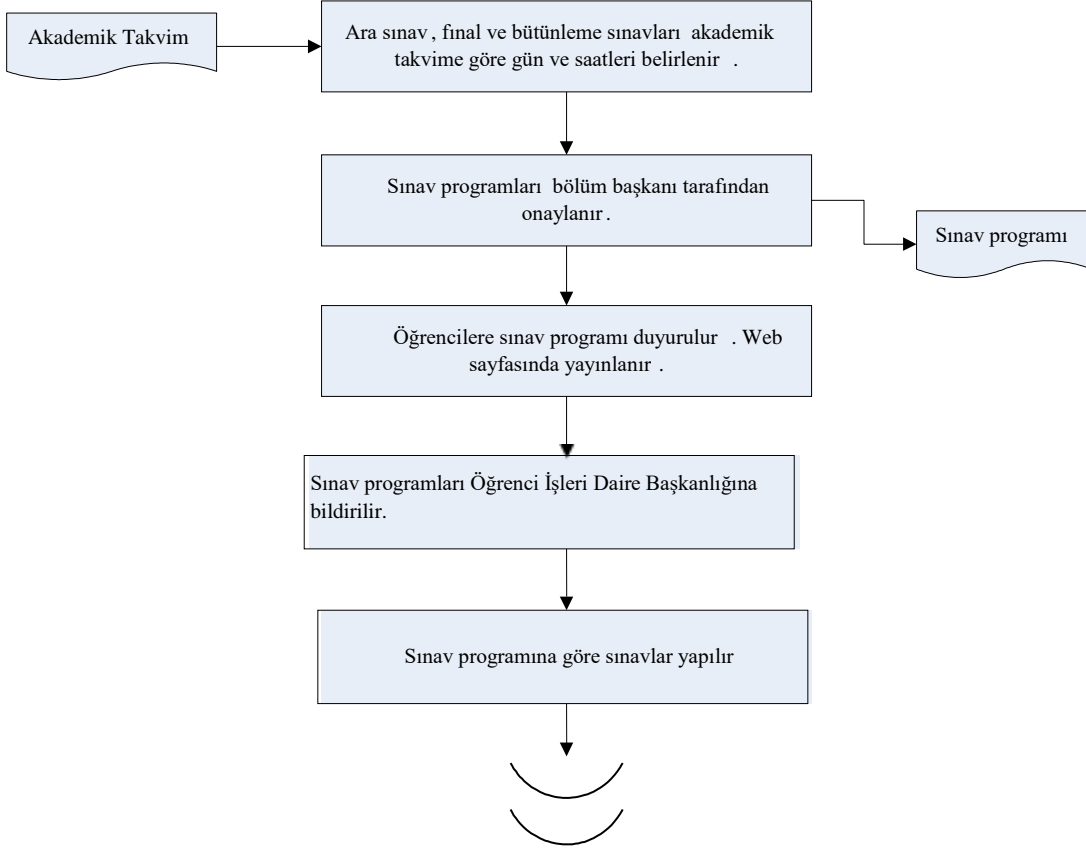 Akademik Takvim
Ara sınav, fınal ve bütünleme sınavları akademik
takvime göre gün ve saatleri belirlenir .
Sınav programları bölüm başkanı tarafından
onaylanır.
Sınav programı
Öğrencilere sınav programı duyurulur . Web
sayfasında yayınlanır .
Sınav programları Öğrenci İşleri Daire Başkanlığına
bildirilir.
Sınav programına göre sınavlar yapılır